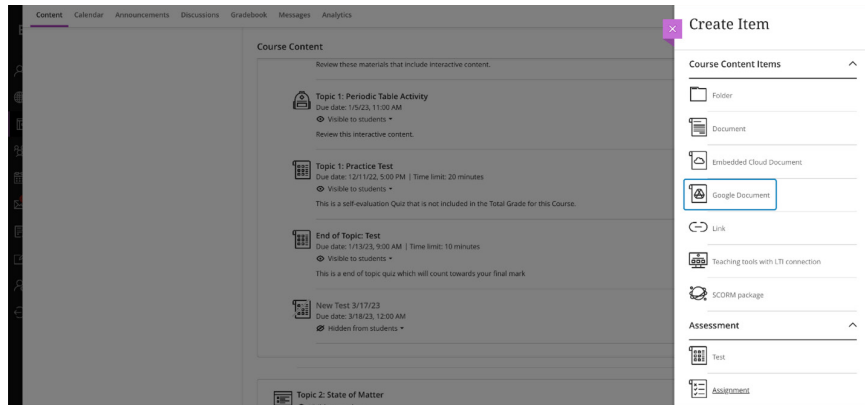 Content Calendar Announcements Discussions Gradebook Messages Analytics
Course Content
Review these materials that include interactive content.
Topic 1: Periodic Table Activity
Due date: 1/5/23, 11:00 AM
Visible to students
Review this interactive content.
Topic 1: Practice Test
Due date: 12/11/22, 5:00 PM | Time limit: 20 minutes
Visible to students
This is a self-evaluation Quiz that is not included in the Total Grade for this Course.
End of Topic: Test
Due date: 1/13/23, 9:00 AM | Time limit: 10 minutes
Visible to students
This is a end of topic quiz which will count towards your final mark
New Test 3/17/23
Due date: 3/18/23, 12:00 AM
Hidden from students
Topic 2: State of Matter
Create Item
Course Content Items
Folder
Document
Embedded Cloud Document
Google Document
Link
Teaching tools with LTI connection
SCORM package
Assessment
Test
Assignment